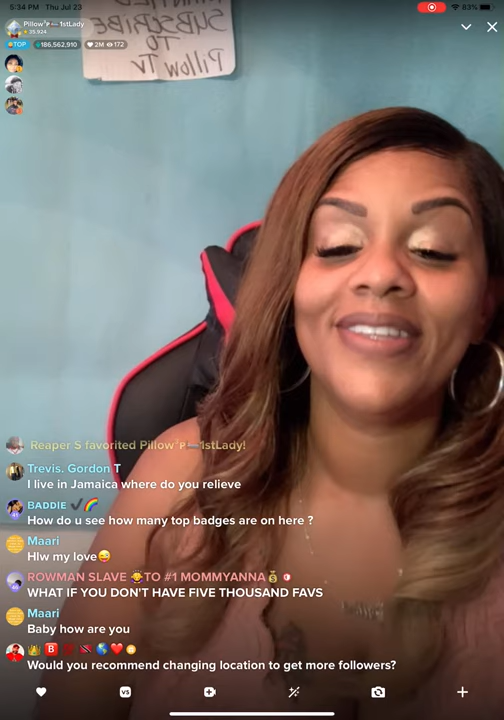 5:34 PM Thu Jul 23
83%
1stLady
35,924
TOP
186,562,910
2M
172
SUBSCRIBE
TO
Pillow Tv
Reaper S favorited Pillow 1stLady!
Trevis. Gordon T
I live in Jamaica where do you relieve
BADDIE ✔️🌈
How do u see how many top badges are on here ?
Maari
Hlw my love😜
ROWMAN SLAVE TO #1 MOMMYANNA💰
WHAT IF YOU DON'T HAVE FIVE THOUSAND FAVS
Maari
Baby how are you
👑 🅱️ 🇹🇹 🌎 ❤️
Would you recommend changing location to get more followers?
VS